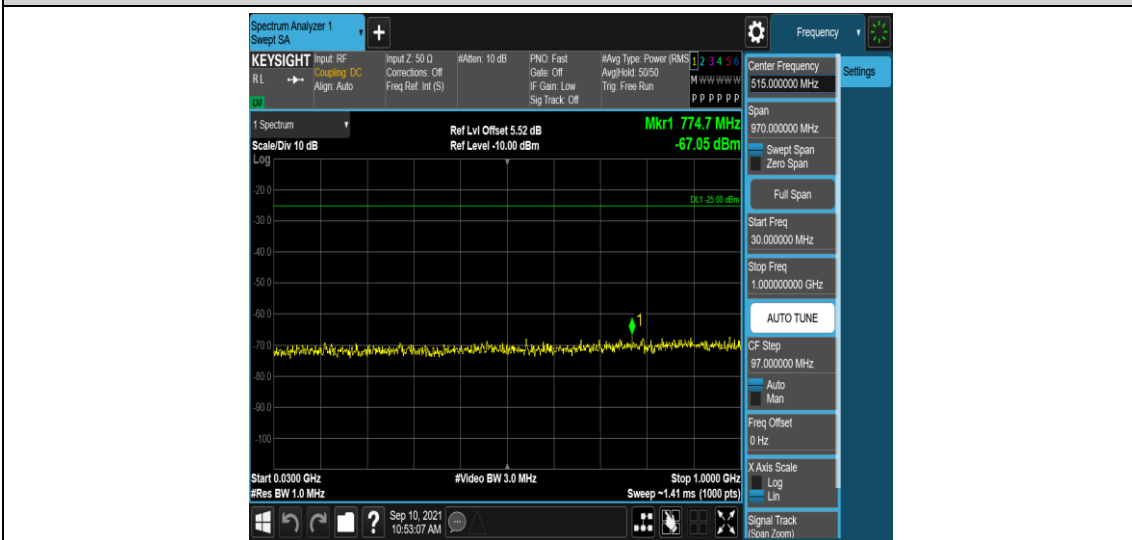 Spectrum Analyzer 1
Swept SA
+
Frequency
KEYSIGHT
RL
LW
Input: RF
Coupling: DC
Align: Auto
Input Z: 50 Ω
Corrections: Off
Freq Ref: Int (S)
#Atten: 10 dB
PNO: Fast
Gate: Off
IF Gain: Low
Sig Track: Off
#Avg Type: Power (RMS
Avg|Hold: 50/50
Trig: Free Run
1 2 3 4 5 6
M W W W W W
P P P P P P
1 Spectrum
Scale/Div 10 dB
Log
Ref Lvl Offset 5.52 dB
Ref Level -10.00 dBm
Mkr1 774.7 MHz
-67.05 dBm
DL1 -25.00 dBm
-20.0
-30.0
-40.0
-50.0
-60.0
-70.0
-80.0
-90.0
-100
1
Start 0.0300 GHz
#Res BW 1.0 MHz
#Video BW 3.0 MHz
Stop 1.0000 GHz
Sweep ~1.41 ms (1000 pts)
Center Frequency
515.000000 MHz
Settings
Span
970.000000 MHz
Swept Span
Zero Span
Full Span
Start Freq
30.000000 MHz
Stop Freq
1.000000000 GHz
AUTO TUNE
CF Step
97.000000 MHz
Auto
Man
Freq Offset
0 Hz
X Axis Scale
Log
Lin
Signal Track
(Span Zoom)
?
Sep 10, 2021
10:53:07 AM